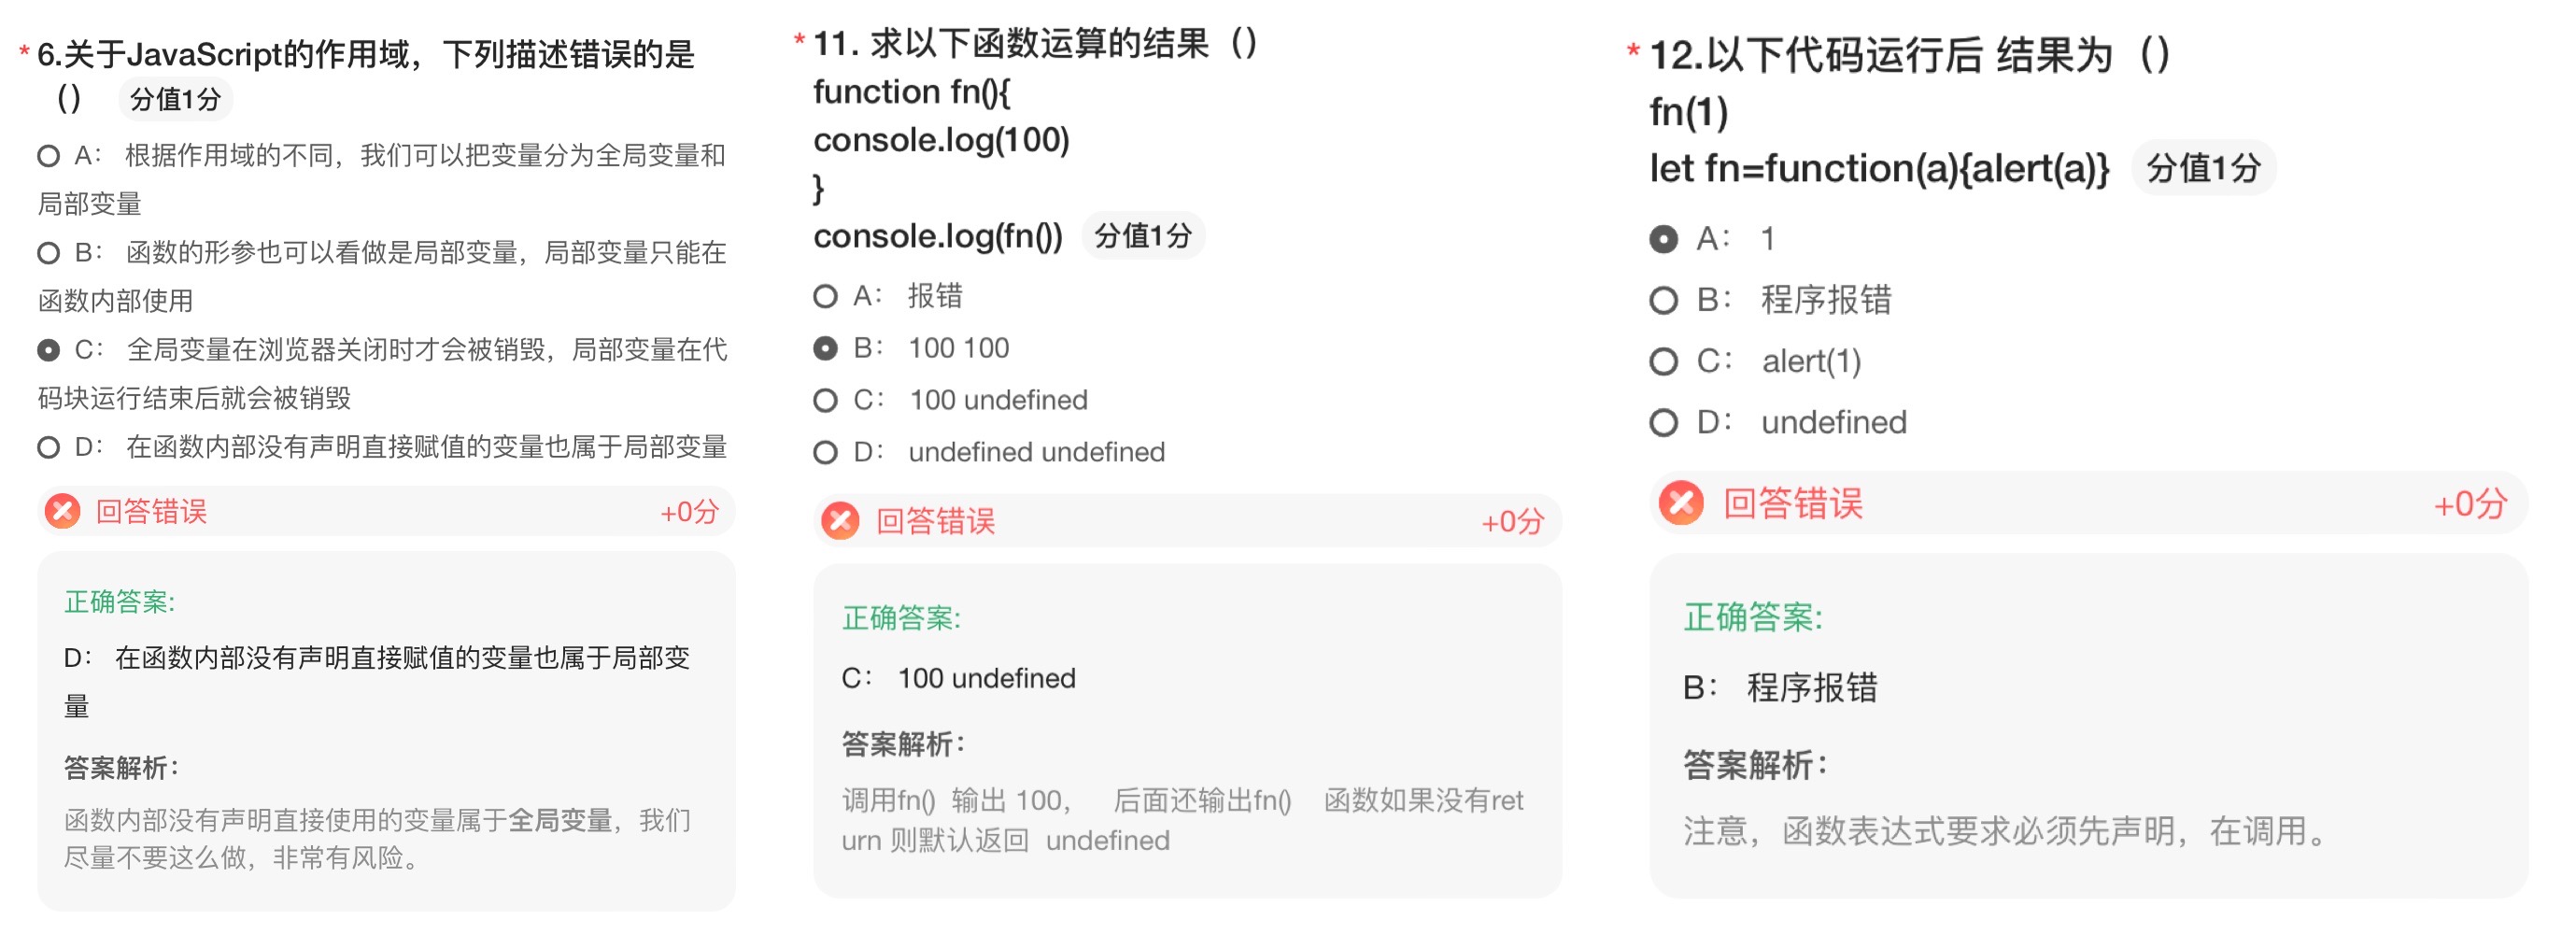 * 6.关于JavaScript的作用域，下列描述错误的是
（） 分值1分
A： 根据作用域的不同，我们可以把变量分为全局变量和
局部变量
B： 函数的形参也可以看做是局部变量，局部变量只能在
函数内部使用
C： 全局变量在浏览器关闭时才会被销毁，局部变量在代
码块运行结束后就会被销毁
D： 在函数内部没有声明直接赋值的变量也属于局部变量
回答错误 +0分
正确答案:
D： 在函数内部没有声明直接赋值的变量也属于局部变
量
答案解析：
函数内部没有声明直接使用的变量属于全局变量，我们
尽量不要这么做，非常有风险。
* 11. 求以下函数运算的结果（）
function fn(){
console.log(100)
}
console.log(fn()) 分值1分
A： 报错
B： 100 100
C： 100 undefined
D： undefined undefined
回答错误 +0分
正确答案:
C： 100 undefined
答案解析：
调用fn() 输出 100， 后面还输出fn() 函数如果没有ret
urn 则默认返回 undefined
* 12.以下代码运行后 结果为（）
fn(1)
let fn=function(a){alert(a)} 分值1分
A： 1
B： 程序报错
C： alert(1)
D： undefined
回答错误 +0分
正确答案:
B： 程序报错
答案解析：
注意，函数表达式要求必须先声明，在调用。